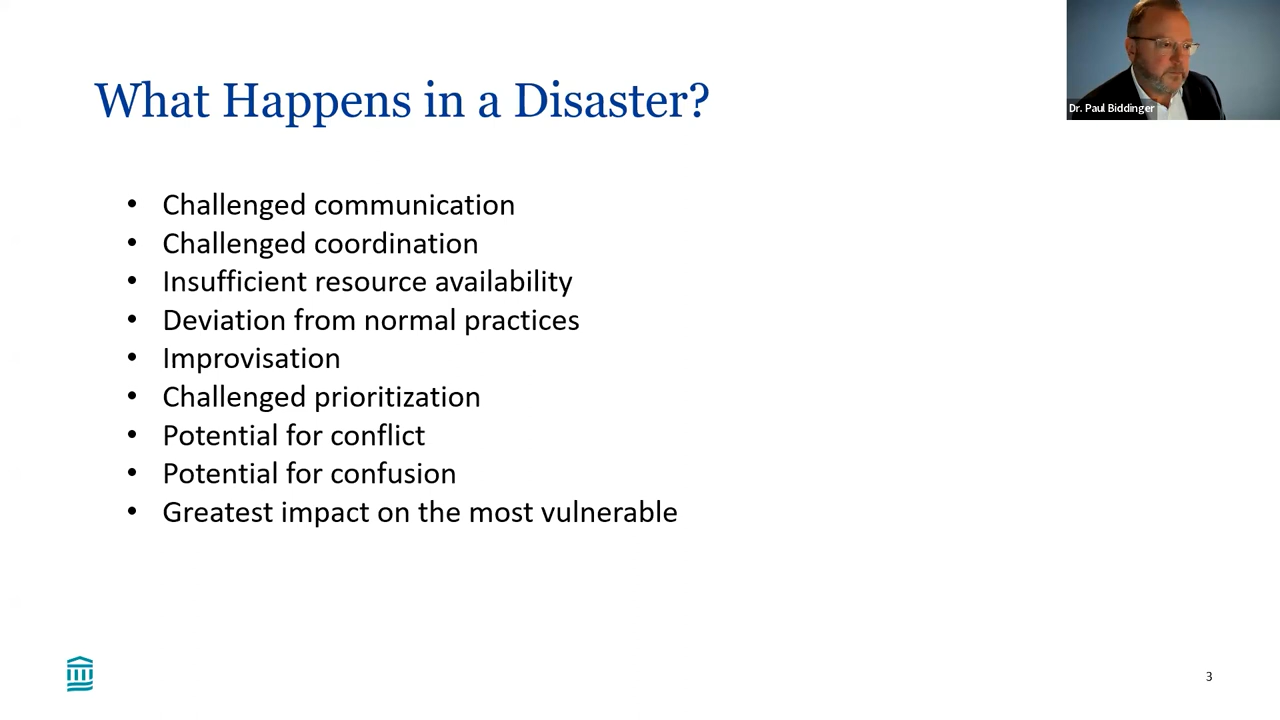 What Happens in a Disaster?
Dr. Paul Biddinger
• Challenged communication
• Challenged coordination
• Insufficient resource availability
• Deviation from normal practices
• Improvisation
• Challenged prioritization
• Potential for conflict
• Potential for confusion
• Greatest impact on the most vulnerable
3